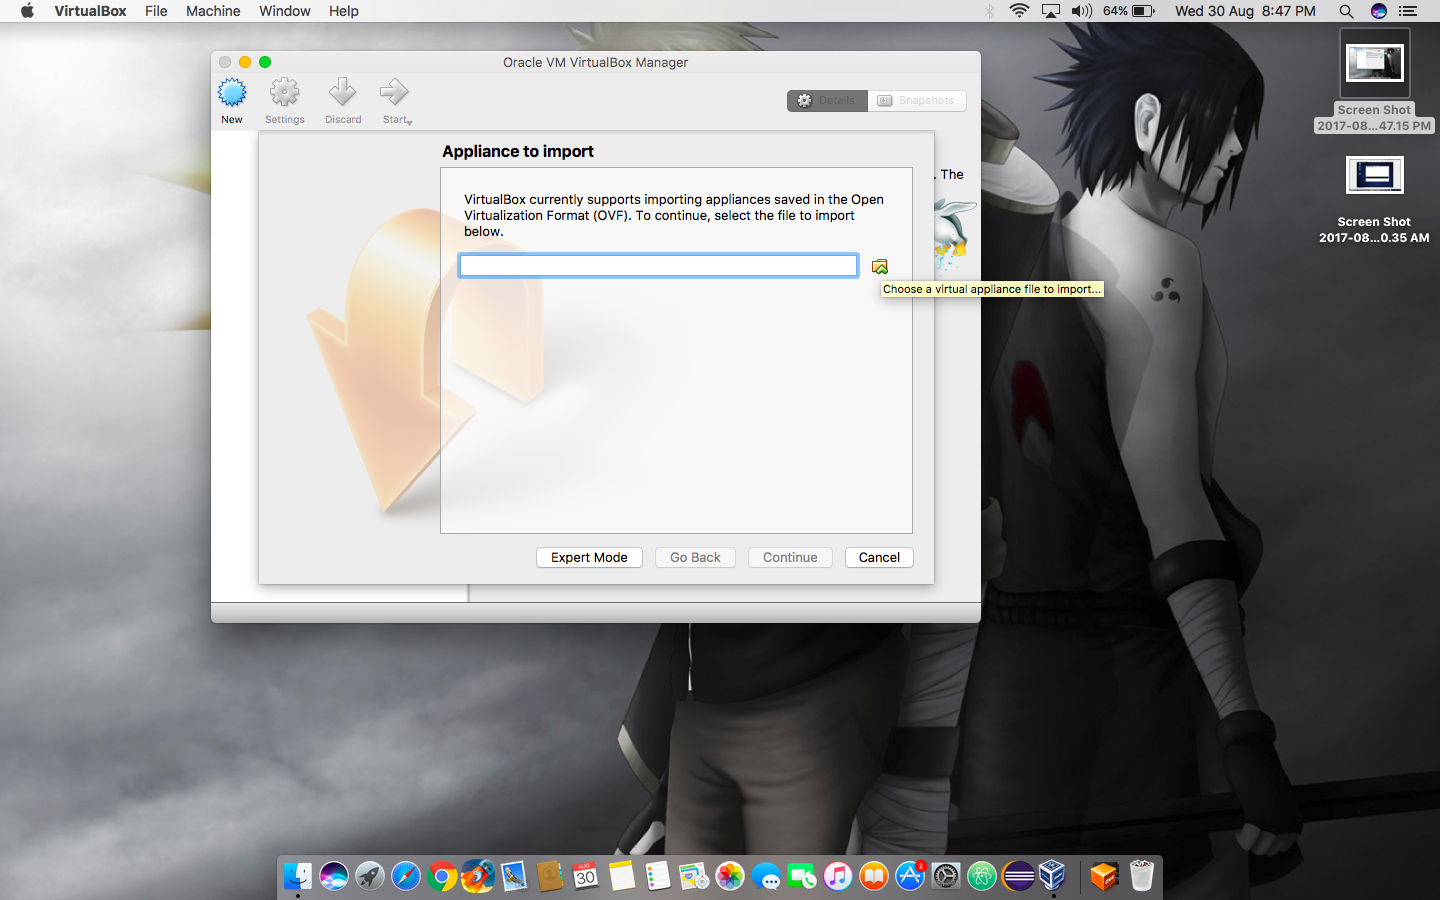 VirtualBox File Machine Window Help
64% Wed 30 Aug 8:47 PM
Oracle VM VirtualBox Manager
New Settings Discard Start
Details Snapshots
Appliance to import
. The
VirtualBox currently supports importing appliances saved in the Open
Virtualization Format (OVF). To continue, select the file to import
below.
Choose a virtual appliance file to import...
Expert Mode Go Back Continue Cancel
Screen Shot
2017-08...47.15 PM
Screen Shot
2017-08...0.35 AM
AUG
30
2